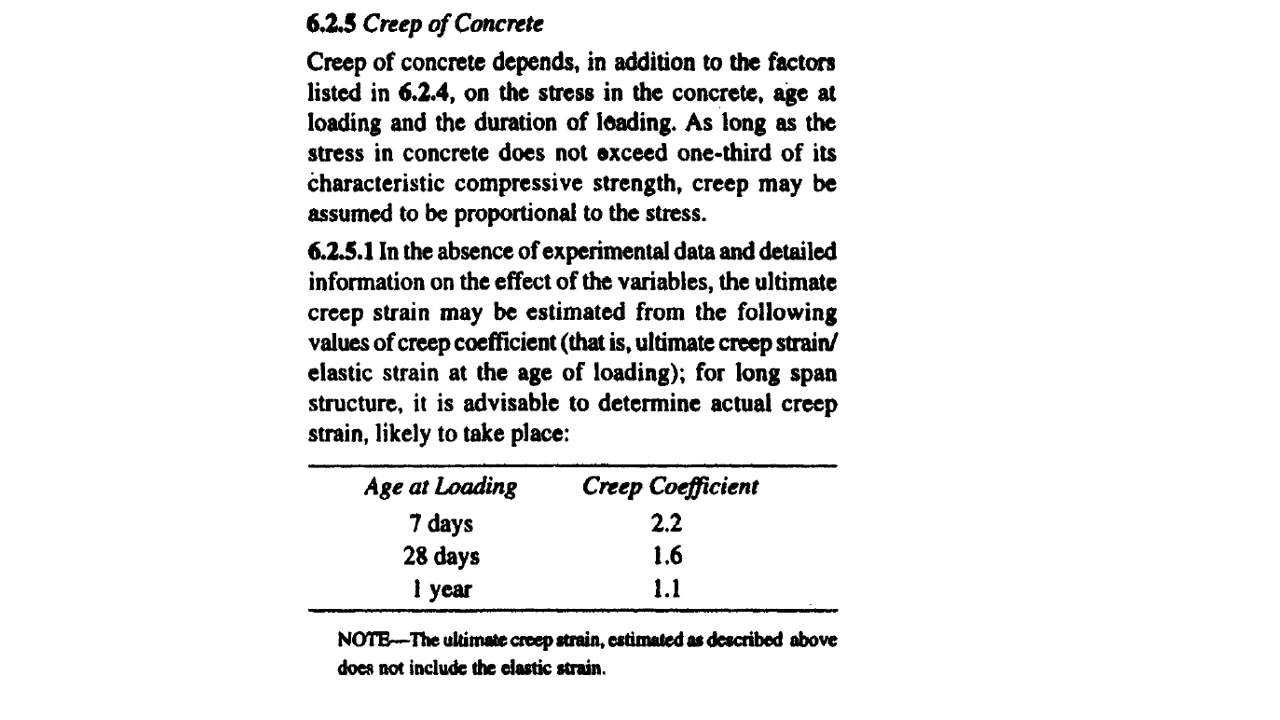 6.2.5 Creep of Concrete
Creep of concrete depends, in addition to the factors
listed in 6.2.4, on the stress in the concrete, age at
loading and the duration of loading. As long as the
stress in concrete does not exceed one-third of its
characteristic compressive strength, creep may be
assumed to be proportional to the stress.
6.2.5.1 In the absence of experimental data and detailed
information on the effect of the variables, the ultimate
creep strain may be estimated from the following
values of creep coefficient (that is, ultimate creep strain/
elastic strain at the age of loading); for long span
structure, it is advisable to determine actual creep
strain, likely to take place:
Age at Loading Creep Coefficient
7 days 2.2
28 days 1.6
1 year 1.1
NOTE—The ultimate creep strain, estimated as described above
does not include the elastic strain.